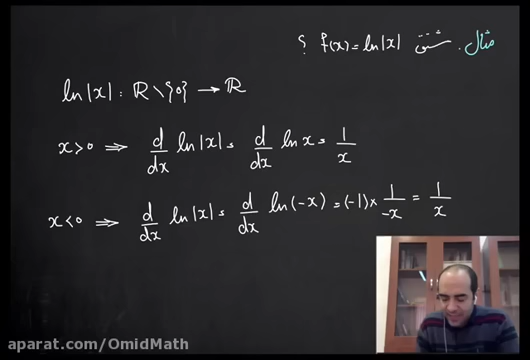 مثال. مشتق f(x) = ln|x| ؟
ln|x| : ℝ \ {0} → ℝ
x > 0 ⇒ d/dx ln|x| = d/dx ln x = 1/x
x < 0 ⇒ d/dx ln|x| = d/dx ln(-x) = (-1) × 1/-x = 1/x
aparat.com/OmidMath